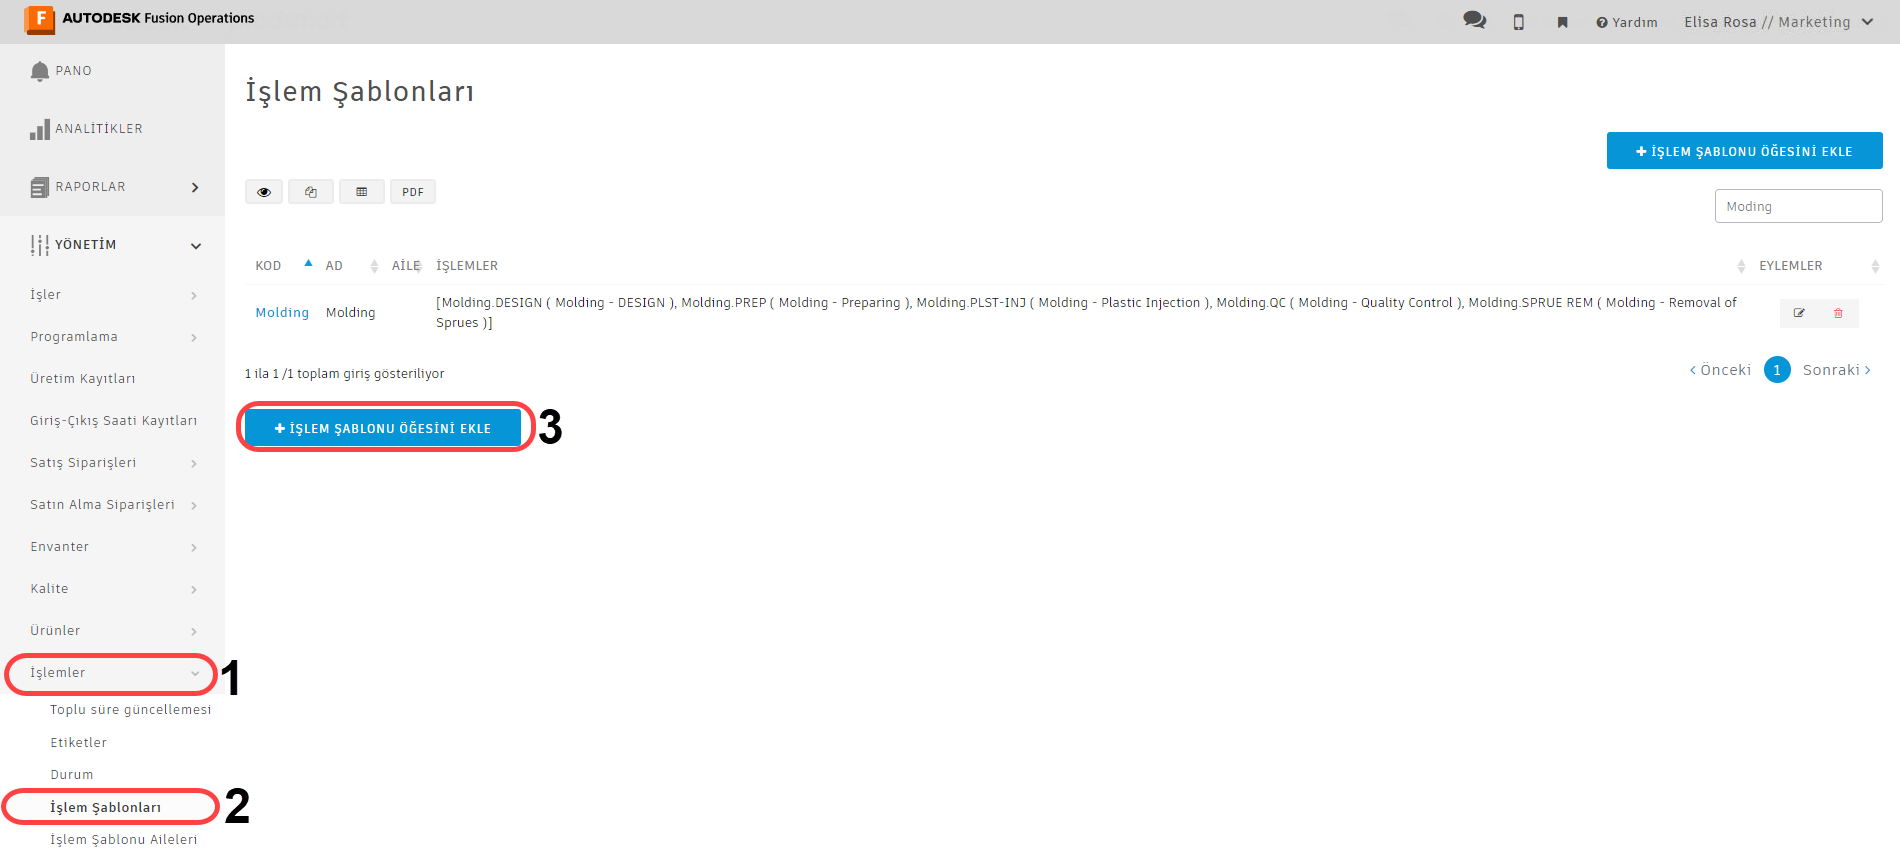 AUTODESK Fusion Operations
Yardım
Elisa Rosa // Marketing
PANO
ANALİTİKLER
RAPORLAR
YÖNETİM
İşler
Programlama
Üretim Kayıtları
Giriş-Çıkış Saati Kayıtları
Satış Siparişleri
Satın Alma Siparişleri
Envanter
Kalite
Ürünler
İşlemler
1
Toplu süre güncellemesi
Etiketler
Durum
İşlem Şablonları
2
İşlem Şablonu Aileleri
İşlem Şablonları
+ İŞLEM ŞABLONU ÖĞESİNİ EKLE
PDF
Moding
KOD AD AİLE İŞLEMLER EYLEMLER
Molding Molding [Molding.DESIGN ( Molding - DESIGN ), Molding.PREP ( Molding - Preparing ), Molding.PLST-INJ ( Molding - Plastic Injection ), Molding.QC ( Molding - Quality Control ), Molding.SPRUE REM ( Molding - Removal of
Sprues )]
1 ila 1 /1 toplam giriş gösteriliyor
< Önceki 1 Sonraki >
+ İŞLEM ŞABLONU ÖĞESİNİ EKLE
3